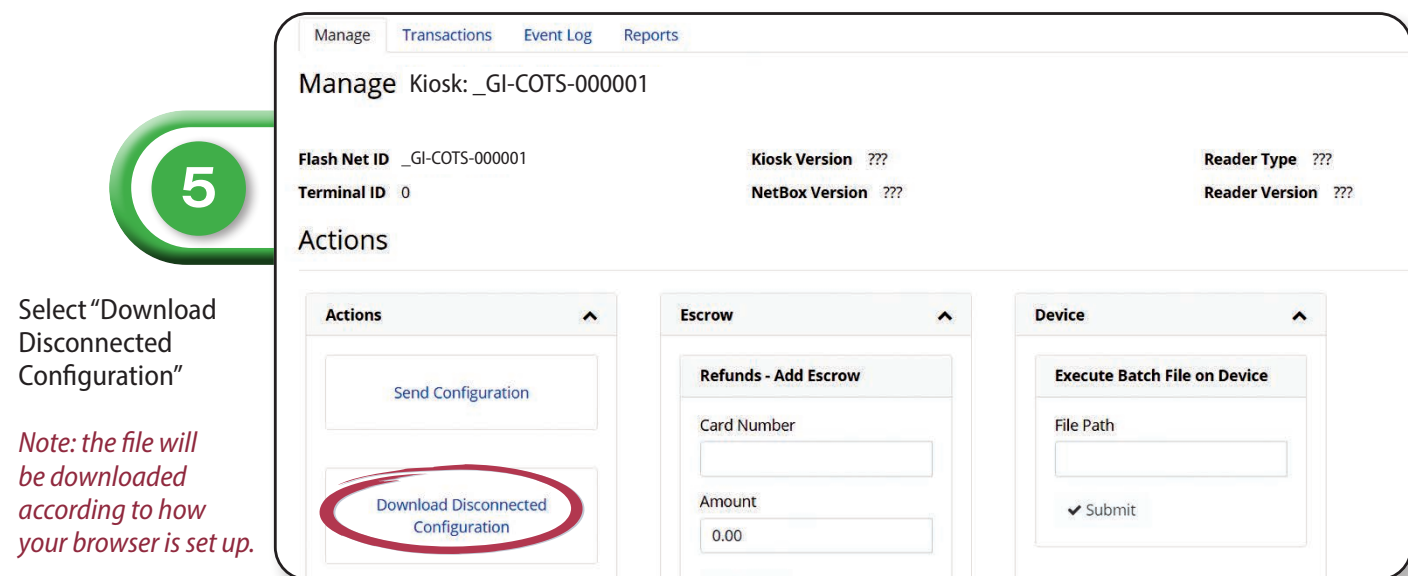 Manage Transactions Event Log Reports
Manage Kiosk: _GI-COTS-000001
Flash Net ID _GI-COTS-000001 Kiosk Version ??? Reader Type ???
Terminal ID 0 NetBox Version ??? Reader Version ???
5
Actions
Select “Download
Disconnected
Configuration”
Note: the file will
be downloaded
according to how
your browser is set up.
Actions
Send Configuration
Download Disconnected
Configuration
Escrow
Refunds - Add Escrow
Card Number
Amount
0.00
Device
Execute Batch File on Device
File Path
Submit